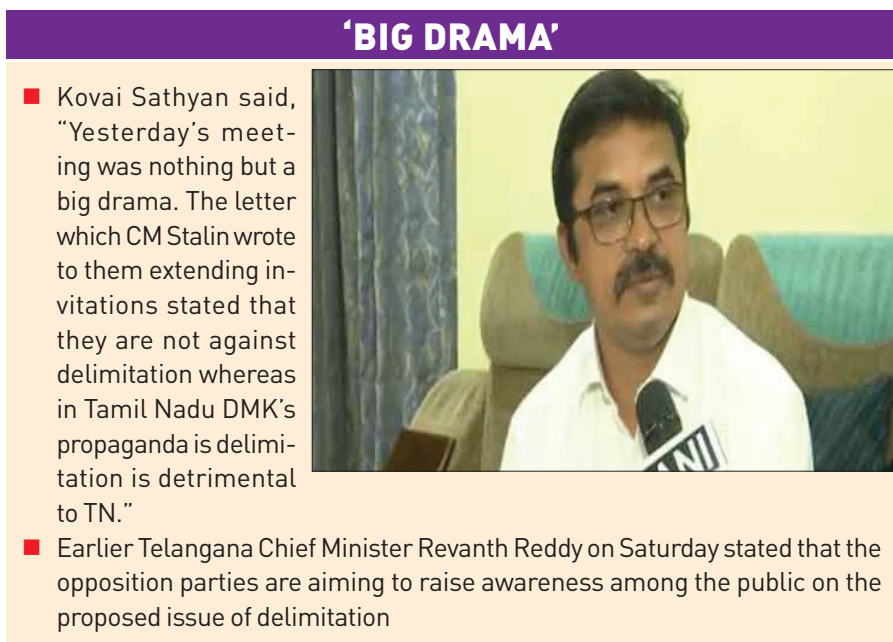 ‘BIG DRAMA’
Kovai Sathyan said,
“Yesterday’s meet-
ing was nothing but a
big drama. The letter
which CM Stalin wrote
to them extending in-
vitations stated that
they are not against
delimitation whereas
in Tamil Nadu DMK’s
propaganda is delimi-
tation is detrimental
to TN.”
ANI
Earlier Telangana Chief Minister Revanth Reddy on Saturday stated that the
opposition parties are aiming to raise awareness among the public on the
proposed issue of delimitation